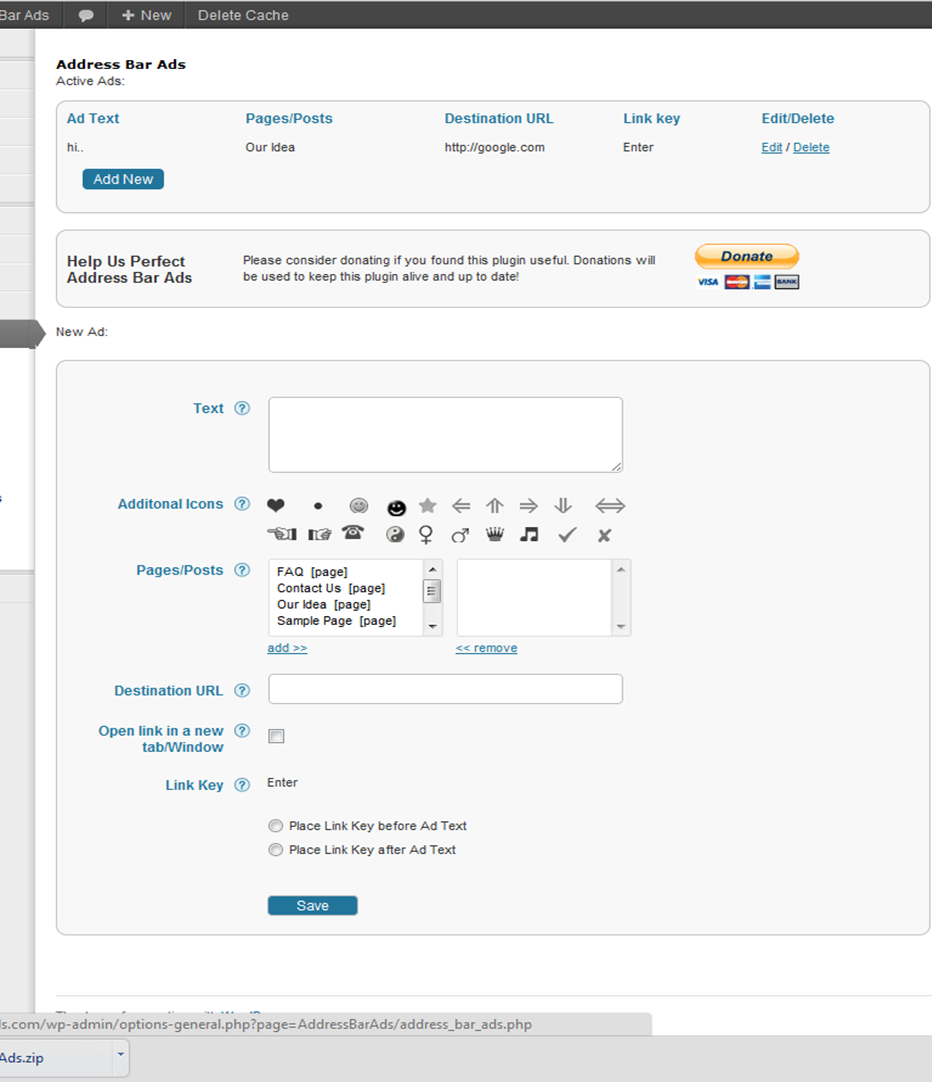 Bar Ads + New Delete Cache
Address Bar Ads
Active Ads:
Ad Text Pages/Posts Destination URL Link key Edit/Delete
hi.. Our Idea http://google.com Enter Edit / Delete
Add New
Help Us Perfect
Address Bar Ads
Please consider donating if you found this plugin useful. Donations will
be used to keep this plugin alive and up to date!
Donate
VISA BANK
New Ad:
Text ?
Additonal Icons ?
Pages/Posts ?
FAQ [page]
Contact Us [page]
Our Idea [page]
Sample Page [page]
add >> << remove
Destination URL ?
Open link in a new ?
tab/Window
Link Key ? Enter
Place Link Key before Ad Text
Place Link Key after Ad Text
Save
ls.com/wp-admin/options-general.php?page=AddressBarAds/address_bar_ads.php
Ads.zip